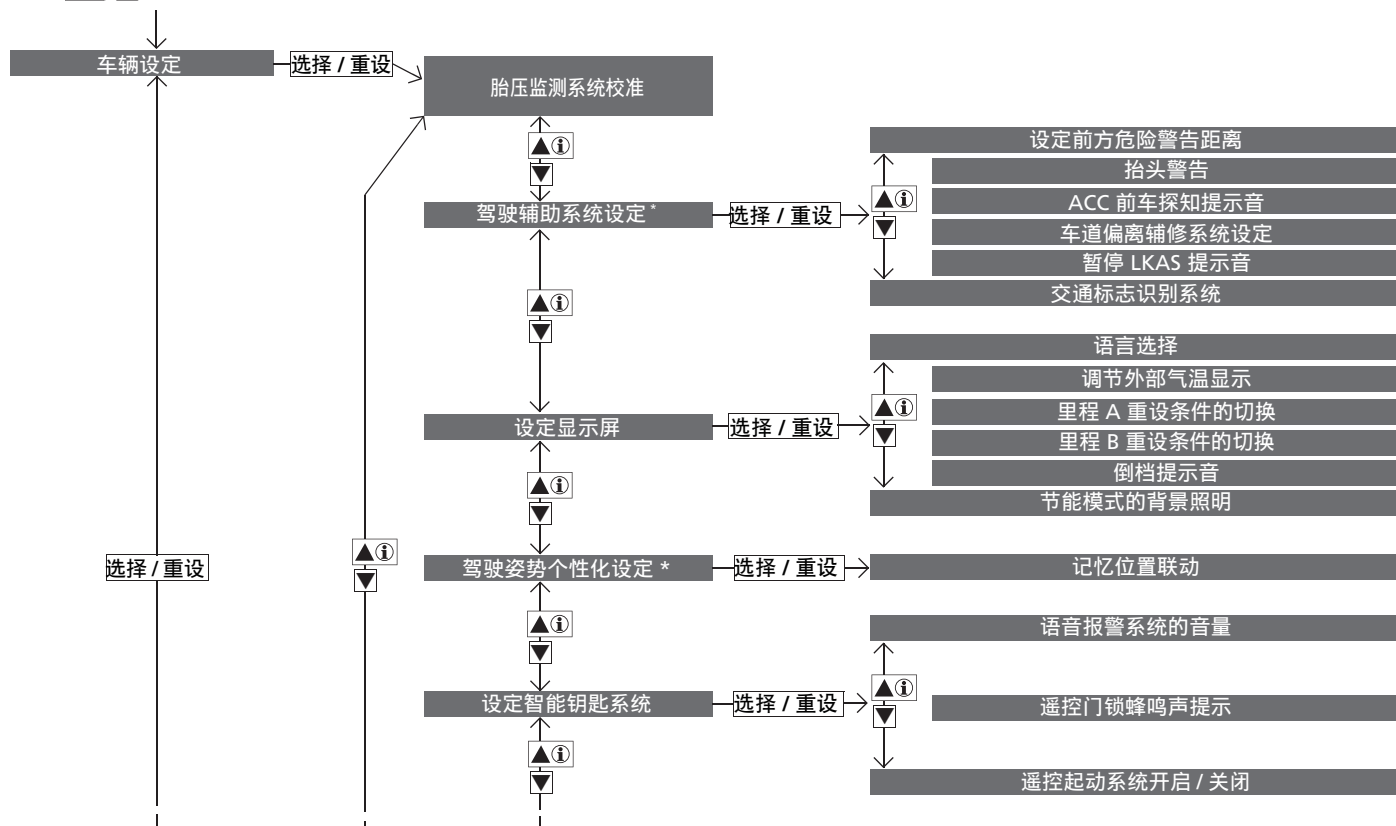 车辆设定
选择 / 重设
胎压监测系统校准
▲ⓘ
▼
驾驶辅助系统设定*
选择 / 重设
▲ⓘ
▼
设定前方危险警告距离
抬头警告
ACC 前车探知提示音
车道偏离辅修系统设定
暂停 LKAS 提示音
交通标志识别系统
▲ⓘ
▼
设定显示屏
选择 / 重设
▲ⓘ
▼
语言选择
调节外部气温显示
里程 A 重设条件的切换
里程 B 重设条件的切换
倒档提示音
节能模式的背景照明
▲ⓘ
▼
选择 / 重设
▲ⓘ
▼
驾驶姿势个性化设定 *
选择 / 重设
记忆位置联动
▲ⓘ
▼
设定智能钥匙系统
选择 / 重设
▲ⓘ
▼
语音报警系统的音量
遥控门锁蜂鸣声提示
遥控起动系统开启 / 关闭
▲ⓘ
▼